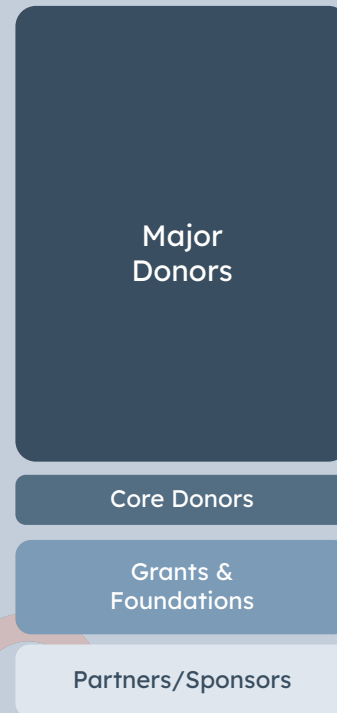 Major
Donors
Core Donors
Grants &
Foundations
Partners/Sponsors